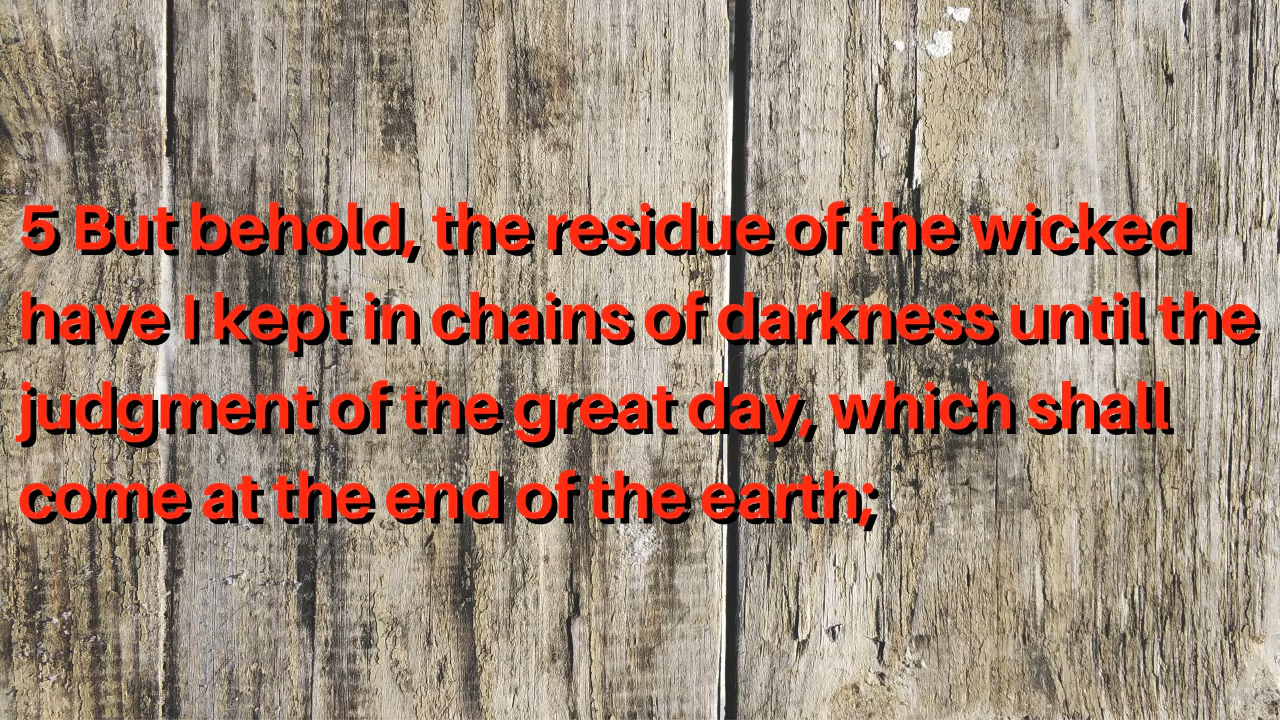 5 But behold, the residue of the wicked
have I kept in chains of darkness until the
judgment of the great day, which shall
come at the end of the earth;